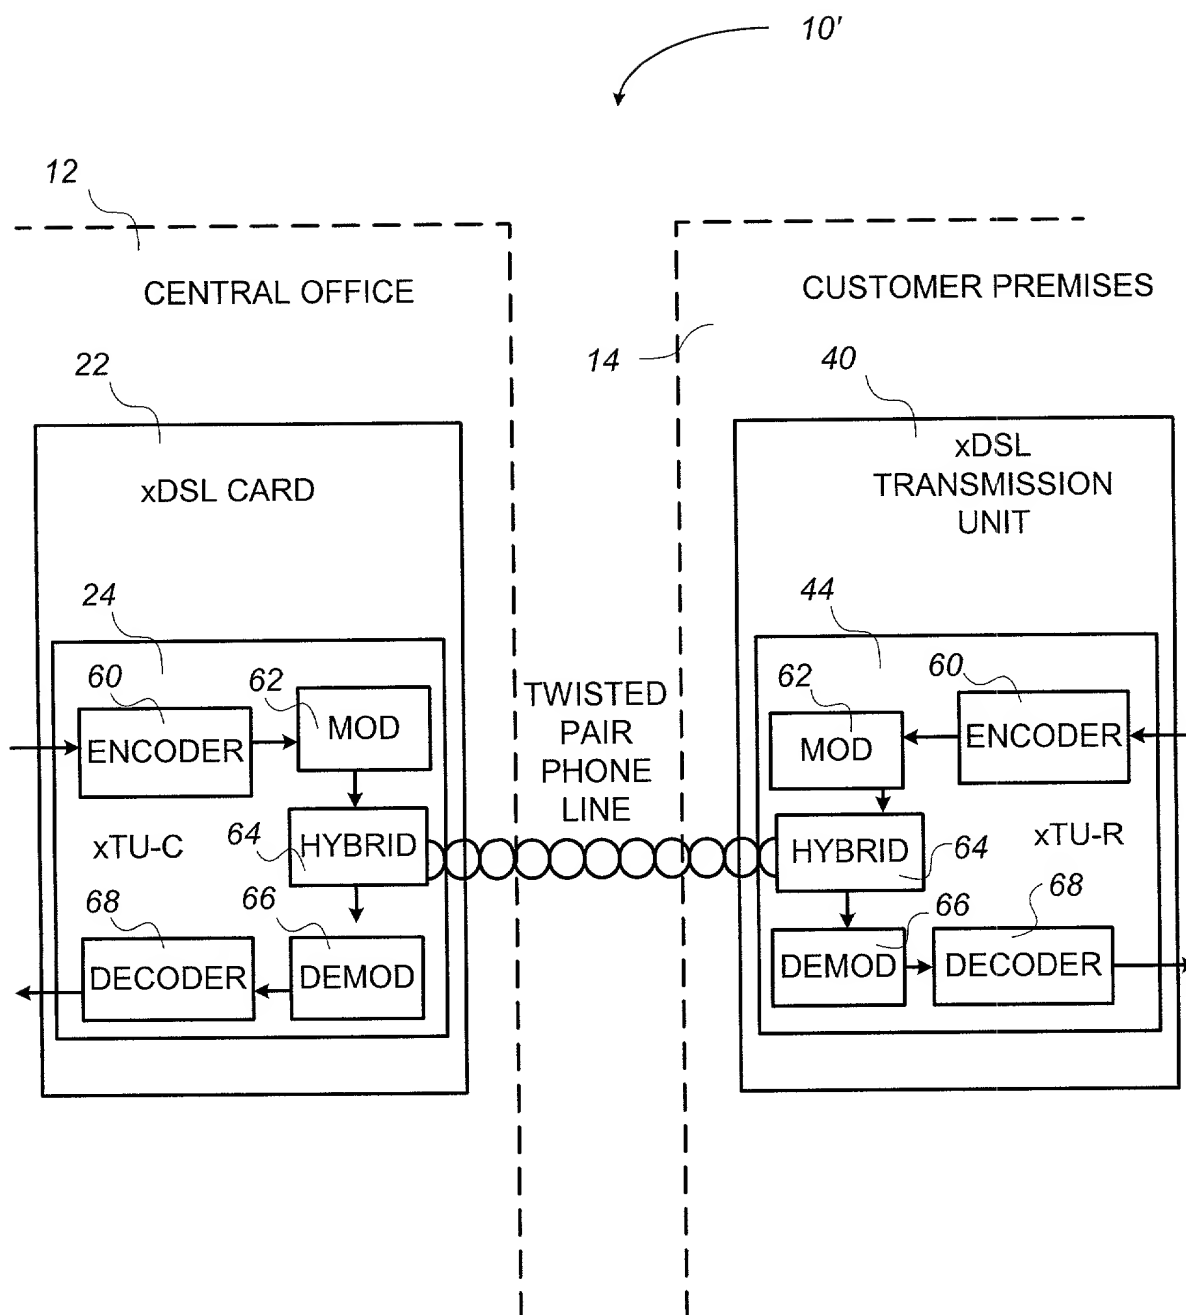 10'
12
CENTRAL OFFICE
CUSTOMER PREMISES
14
22
xDSL CARD
40
xDSL
TRANSMISSION
UNIT
24
60
ENCODER
62
MOD
xTU-C
64
HYBRID
68
DECODER
66
DEMOD
TWISTED
PAIR
PHONE
LINE
44
62
MOD
60
ENCODER
HYBRID
64
xTU-R
66
DEMOD
68
DECODER